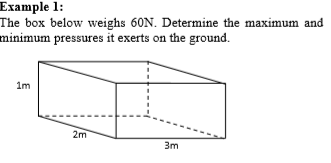 Example 1:
The box below weighs 60N. Determine the maximum and
minimum pressures it exerts on the ground.
1m
2m
3m